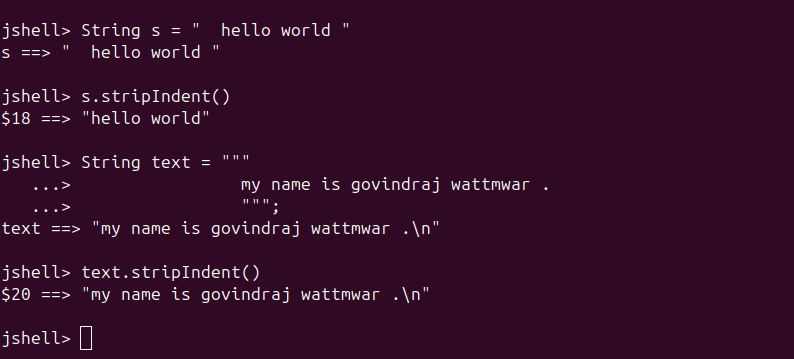 jshell> String s = "  hello world "
s ==> "  hello world "
jshell> s.stripIndent()
$18 ==> "hello world"
jshell> String text = """
   ...>                 my name is govindraj wattmwar .
   ...>                 """;
text ==> "my name is govindraj wattmwar .\n"
jshell> text.stripIndent()
$20 ==> "my name is govindraj wattmwar .\n"
jshell>